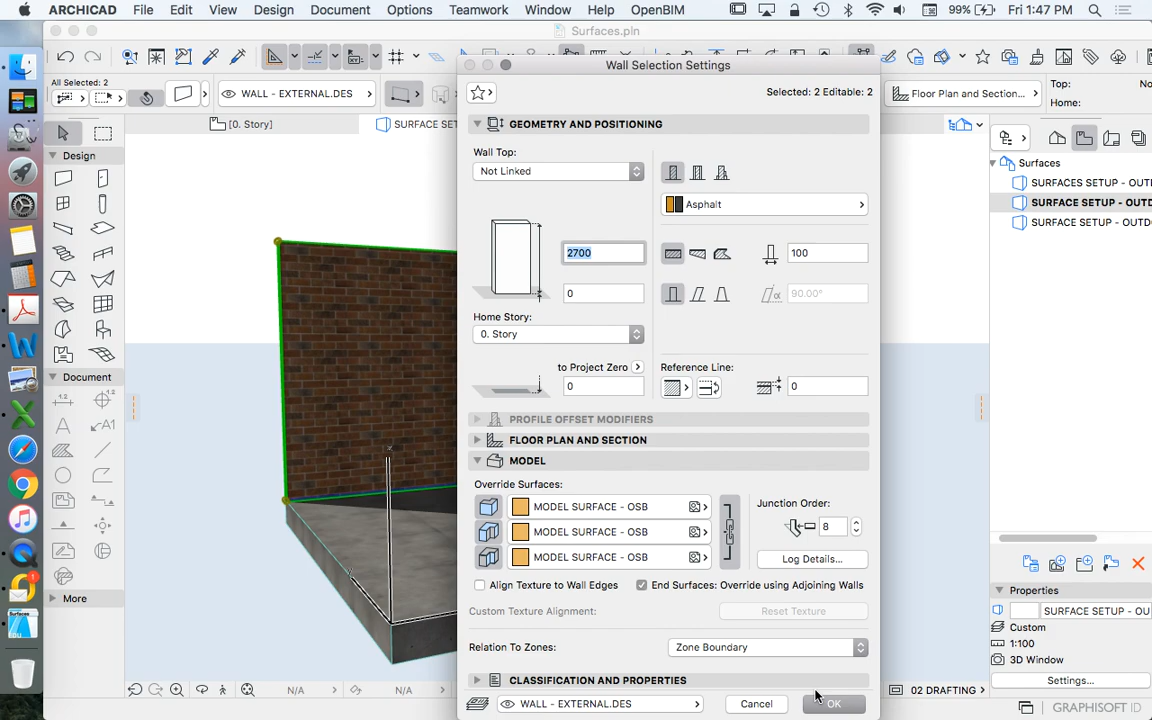 ARCHICAD File Edit View Design Document Options Teamwork Window Help OpenBIM 99% Fri 1:47 PM
Surfaces.pln
Wall Selection Settings
All Selected: 2
WALL - EXTERNAL.DES
Selected: 2 Editable: 2
Floor Plan and Section...
Top:
Home:
[0. Story]
SURFACE SET
GEOMETRY AND POSITIONING
Wall Top:
Not Linked
Asphalt
2700
100
0
90.00°
Home Story:
0. Story
to Project Zero
Reference Line:
0
0
PROFILE OFFSET MODIFIERS
FLOOR PLAN AND SECTION
MODEL
Override Surfaces:
MODEL SURFACE - OSB
MODEL SURFACE - OSB
MODEL SURFACE - OSB
Junction Order:
8
Log Details...
Align Texture to Wall Edges
End Surfaces: Override using Adjoining Walls
Custom Texture Alignment:
Reset Texture
Relation To Zones:
Zone Boundary
CLASSIFICATION AND PROPERTIES
WALL - EXTERNAL.DES
Cancel
OK
Design
Document
More
N/A
N/A
02 DRAFTING
Surfaces
SURFACES SETUP - OUT
SURFACE SETUP - OUTD
SURFACE SETUP - OUTDO
Properties
SURFACE SETUP - OU
Custom
1:100
3D Window
Settings...
GRAPHISOFT ID